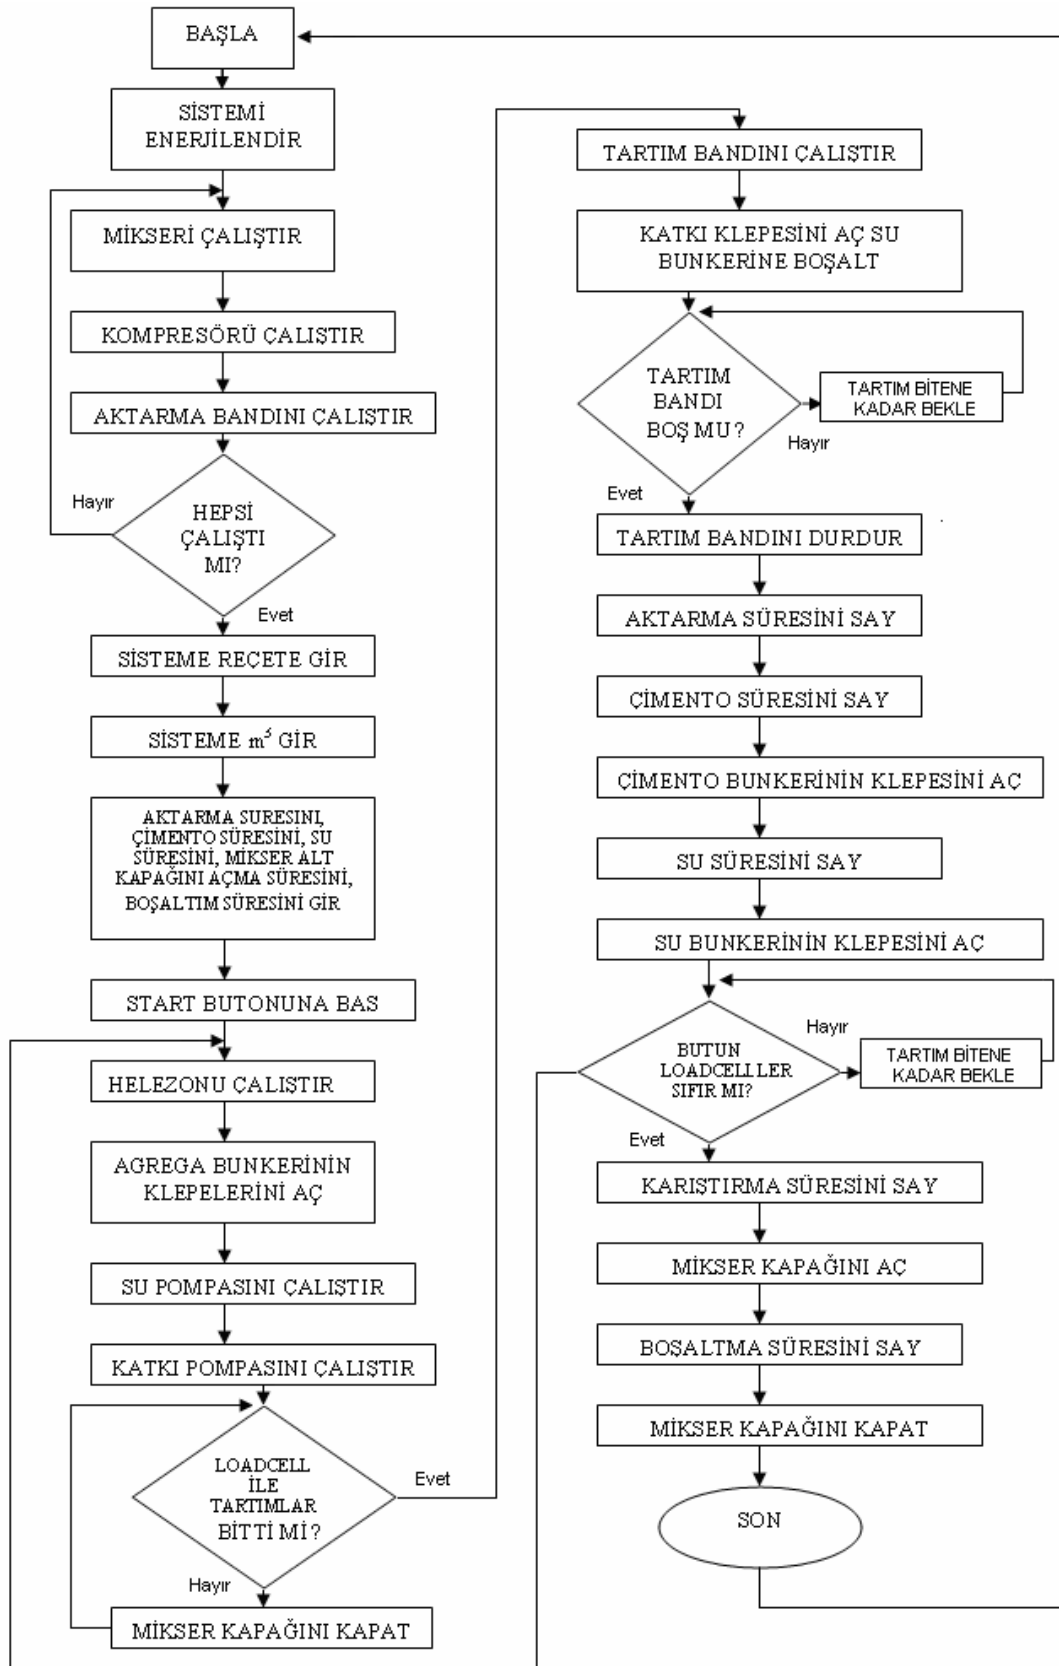 BAŞLA
SİSTEMİ
ENERJİLENDİR
MİKSERİ ÇALIŞTIR
KOMPRESÖRÜ ÇALIŞTIR
AKTARMA BANDINI ÇALIŞTIR
Hayır
HEPSİ
ÇALIŞTI
MI?
Evet
SİSTEME REÇETE GİR
SİSTEME m³ GİR
AKTARMA SURESINI,
ÇİMENTO SÜRESİNİ, SU
SÜRESİNİ, MİKSER ALT
KAPAĞINI AÇMA SÜRESİNİ,
BOŞALTIM SÜRESİNİ GİR
START BUTONUNA BAS
HELEZONU ÇALIŞTIR
AGREGA BUNKERİNİN
KLEPELERİNİ AÇ
SU POMPASINI ÇALIŞTIR
KATKI POMPASINI ÇALIŞTIR
LOADCELL
İLE
TARTIMLAR
BİTTİ Mİ?
Evet
Hayır
MİKSER KAPAĞINI KAPAT
TARTIM BANDINI ÇALIŞTIR
KATKI KLEPESİNİ AÇ SU
BUNKERİNE BOŞALT
TARTIM
BANDI
BOŞ MU?
Hayır
TARTIM BİTENE
KADAR BEKLE
Evet
TARTIM BANDINI DURDUR
AKTARMA SÜRESİNİ SAY
ÇİMENTO SÜRESİNİ SAY
ÇİMENTO BUNKERİNİN KLEPESİNİ AÇ
SU SÜRESİNİ SAY
SU BUNKERİNİN KLEPESİNİ AÇ
BUTUN
LOADCELLLER
SIFIR MI?
Hayır
TARTIM BİTENE
KADAR BEKLE
Evet
KARIŞTIRMA SÜRESİNİ SAY
MİKSER KAPAĞINI AÇ
BOŞALTMA SÜRESİNİ SAY
MİKSER KAPAĞINI KAPAT
SON